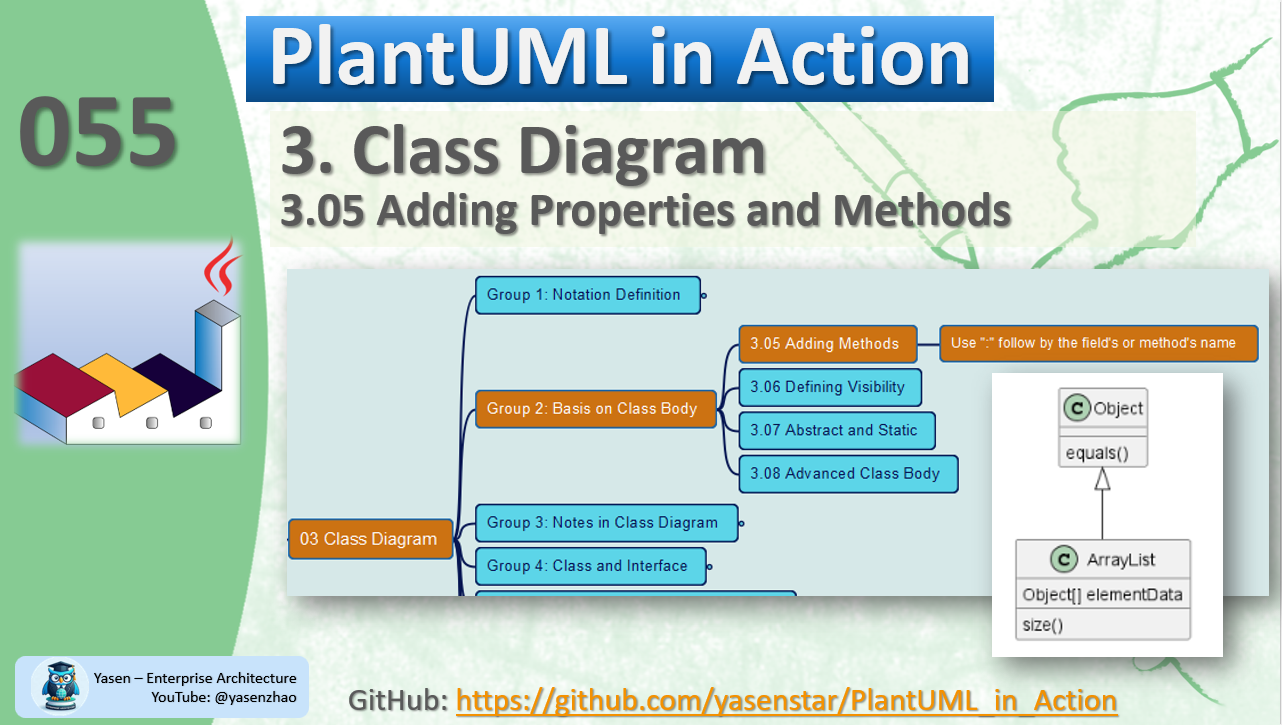 PlantUML in Action
055
3. Class Diagram
3.05 Adding Properties and Methods
Group 1: Notation Definition
3.05 Adding Methods
Use ":" follow by the field's or method's name
3.06 Defining Visibility
Group 2: Basis on Class Body
3.07 Abstract and Static
3.08 Advanced Class Body
Group 3: Notes in Class Diagram
03 Class Diagram
Group 4: Class and Interface
C Object
equals()
C ArrayList
Object[] elementData
size()
Yasen – Enterprise Architecture
YouTube: @yasenzhao
GitHub: https://github.com/yasenstar/PlantUML_in_Action